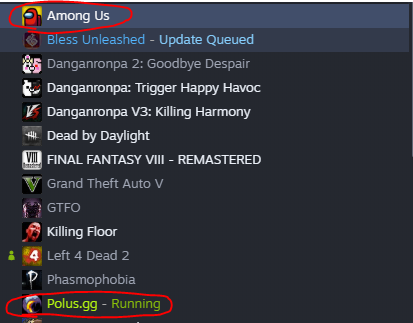 Among Us
Bless Unleashed - Update Queued
Danganronpa 2: Goodbye Despair
Danganronpa: Trigger Happy Havoc
Danganronpa V3: Killing Harmony
Dead by Daylight
FINAL FANTASY VIII - REMASTERED
Grand Theft Auto V
GTFO
Killing Floor
Left 4 Dead 2
Phasmophobia
Polus.gg - Running